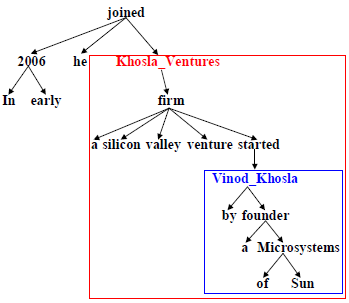 joined
2006 he Khosla_Ventures
In early firm
a silicon valley venture started
Vinod_Khosla
by founder
a Microsystems
of Sun